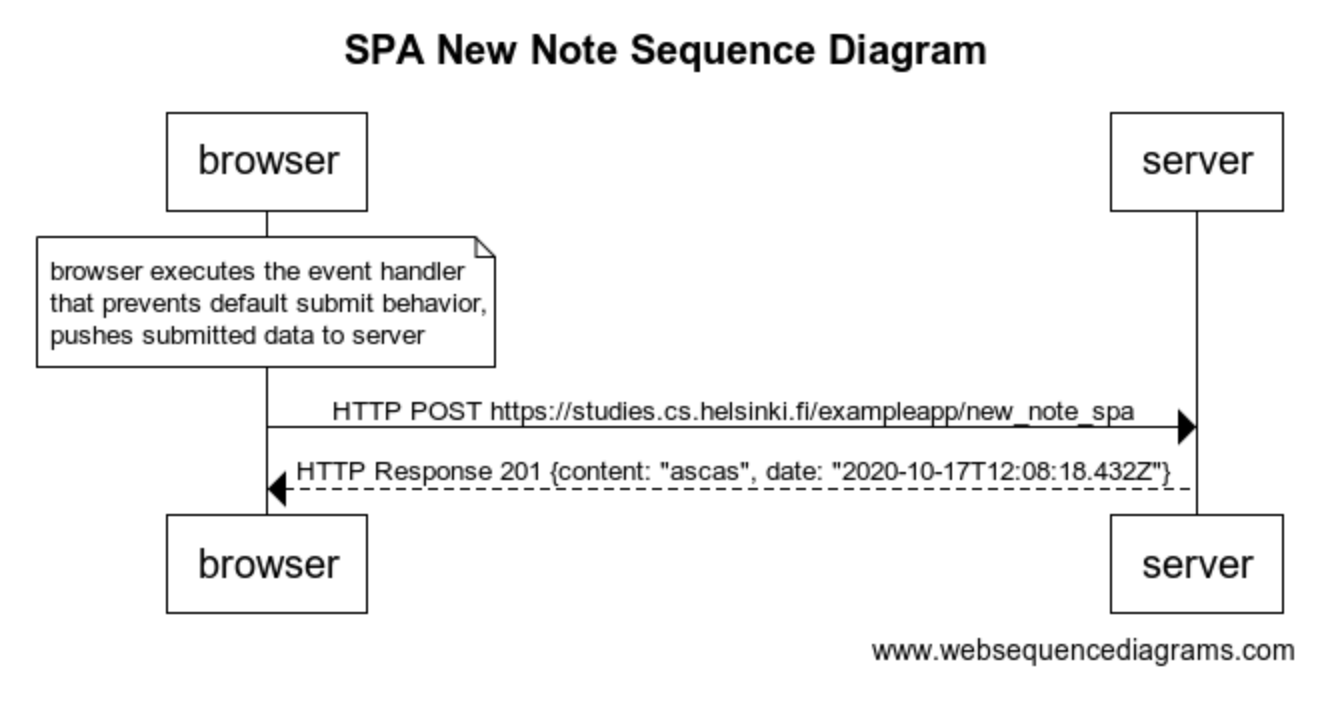 SPA New Note Sequence Diagram
browser
server
browser executes the event handler
that prevents default submit behavior,
pushes submitted data to server
HTTP POST https://studies.cs.helsinki.fi/exampleapp/new_note_spa
HTTP Response 201 {content: "ascas", date: "2020-10-17T12:08:18.432Z"}
browser
server
www.websequencediagrams.com